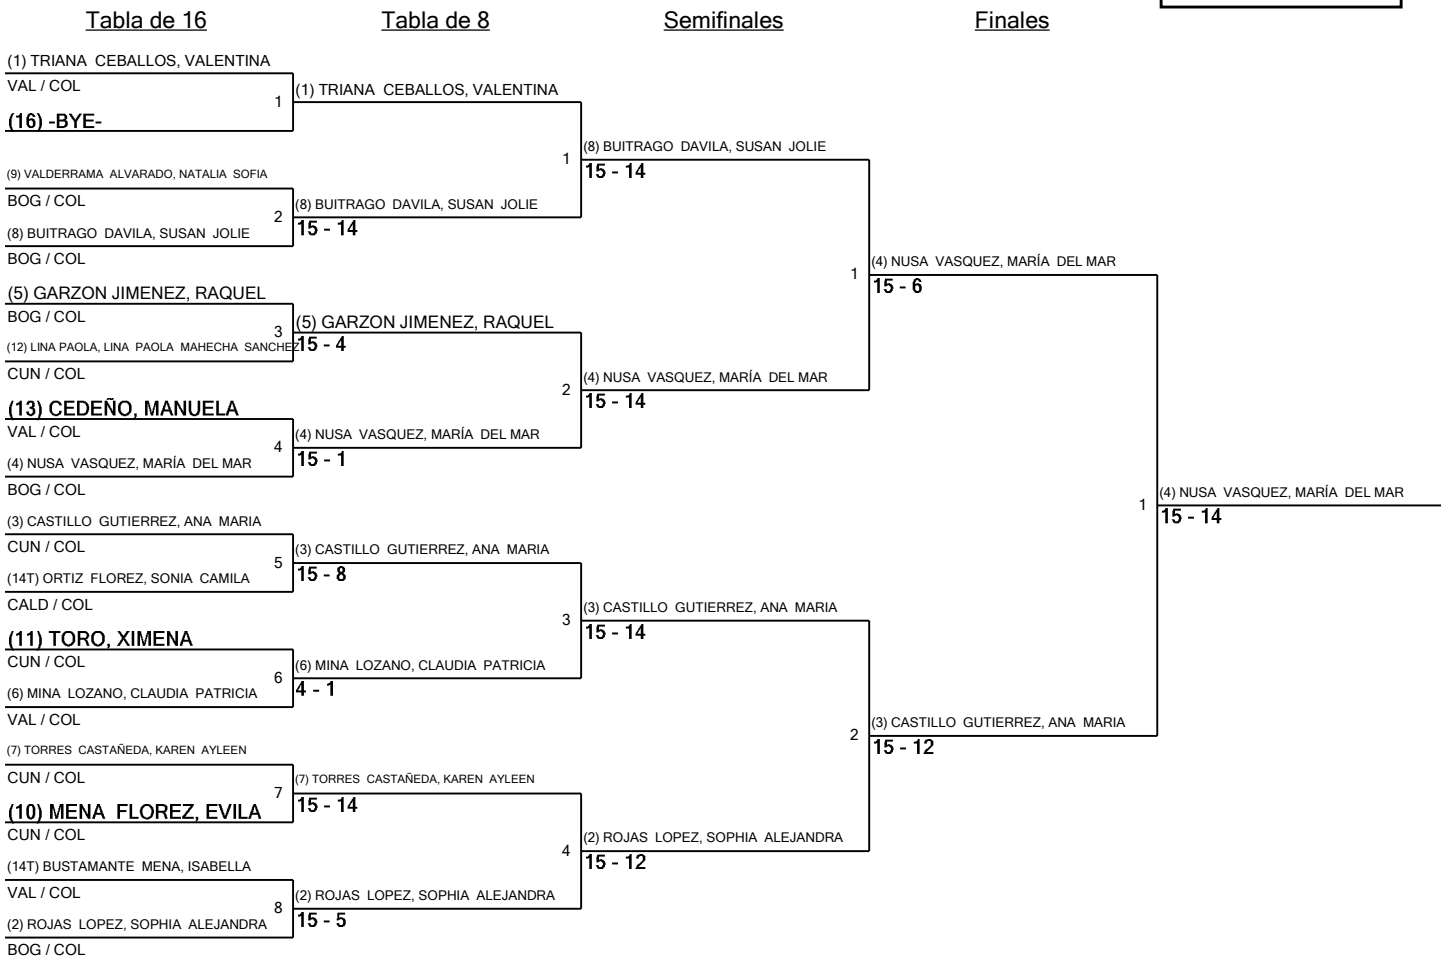 Tabla de 16
Tabla de 8
Semifinales
Finales
(1) TRIANA CEBALLOS, VALENTINA
VAL / COL
1
(16) -BYE-
(9) VALDERRAMA ALVARADO, NATALIA SOFIA
BOG / COL
2
(8) BUITRAGO DAVILA, SUSAN JOLIE
BOG / COL
(5) GARZON JIMENEZ, RAQUEL
BOG / COL
3
(12) LINA PAOLA, LINA PAOLA MAHECHA SANCHEZ
CUN / COL
(13) CEDEÑO, MANUELA
VAL / COL
4
(4) NUSA VASQUEZ, MARÍA DEL MAR
BOG / COL
(3) CASTILLO GUTIERREZ, ANA MARIA
CUN / COL
5
(14T) ORTIZ FLOREZ, SONIA CAMILA
CALD / COL
(11) TORO, XIMENA
CUN / COL
6
(6) MINA LOZANO, CLAUDIA PATRICIA
VAL / COL
(7) TORRES CASTAÑEDA, KAREN AYLEEN
CUN / COL
7
(10) MENA FLOREZ, EVILA
CUN / COL
(14T) BUSTAMANTE MENA, ISABELLA
VAL / COL
8
(2) ROJAS LOPEZ, SOPHIA ALEJANDRA
BOG / COL
(1) TRIANA CEBALLOS, VALENTINA
1
(8) BUITRAGO DAVILA, SUSAN JOLIE
15 - 14
(5) GARZON JIMENEZ, RAQUEL
15 - 4
2
(4) NUSA VASQUEZ, MARÍA DEL MAR
15 - 1
(3) CASTILLO GUTIERREZ, ANA MARIA
15 - 8
3
(6) MINA LOZANO, CLAUDIA PATRICIA
4 - 1
(7) TORRES CASTAÑEDA, KAREN AYLEEN
15 - 14
4
(2) ROJAS LOPEZ, SOPHIA ALEJANDRA
15 - 5
(8) BUITRAGO DAVILA, SUSAN JOLIE
15 - 14
1
(4) NUSA VASQUEZ, MARÍA DEL MAR
15 - 14
(3) CASTILLO GUTIERREZ, ANA MARIA
15 - 14
2
(2) ROJAS LOPEZ, SOPHIA ALEJANDRA
15 - 12
(4) NUSA VASQUEZ, MARÍA DEL MAR
15 - 6
1
(3) CASTILLO GUTIERREZ, ANA MARIA
15 - 12
(4) NUSA VASQUEZ, MARÍA DEL MAR
15 - 14